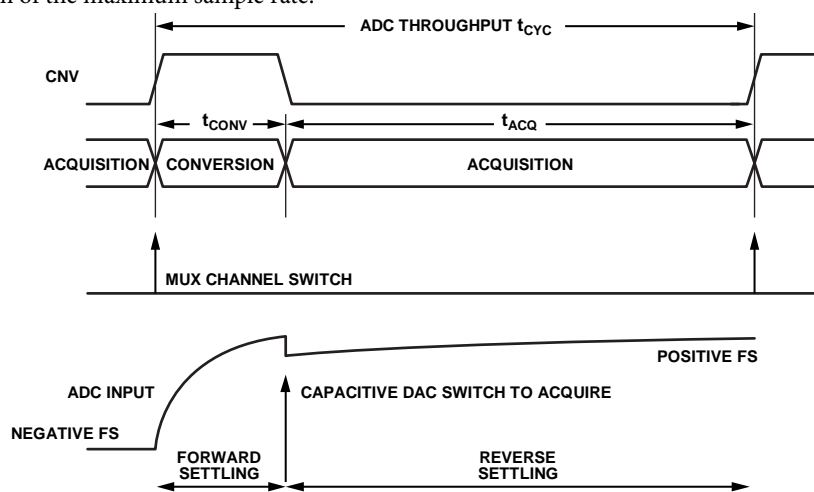 n of the maximum sample rate.
ADC THROUGHPUT tCYC
CNV
tCONV
tACQ
ACQUISITION
CONVERSION
ACQUISITION
MUX CHANNEL SWITCH
POSITIVE FS
ADC INPUT
CAPACITIVE DAC SWITCH TO ACQUIRE
NEGATIVE FS
FORWARD
SETTLING
REVERSE
SETTLING